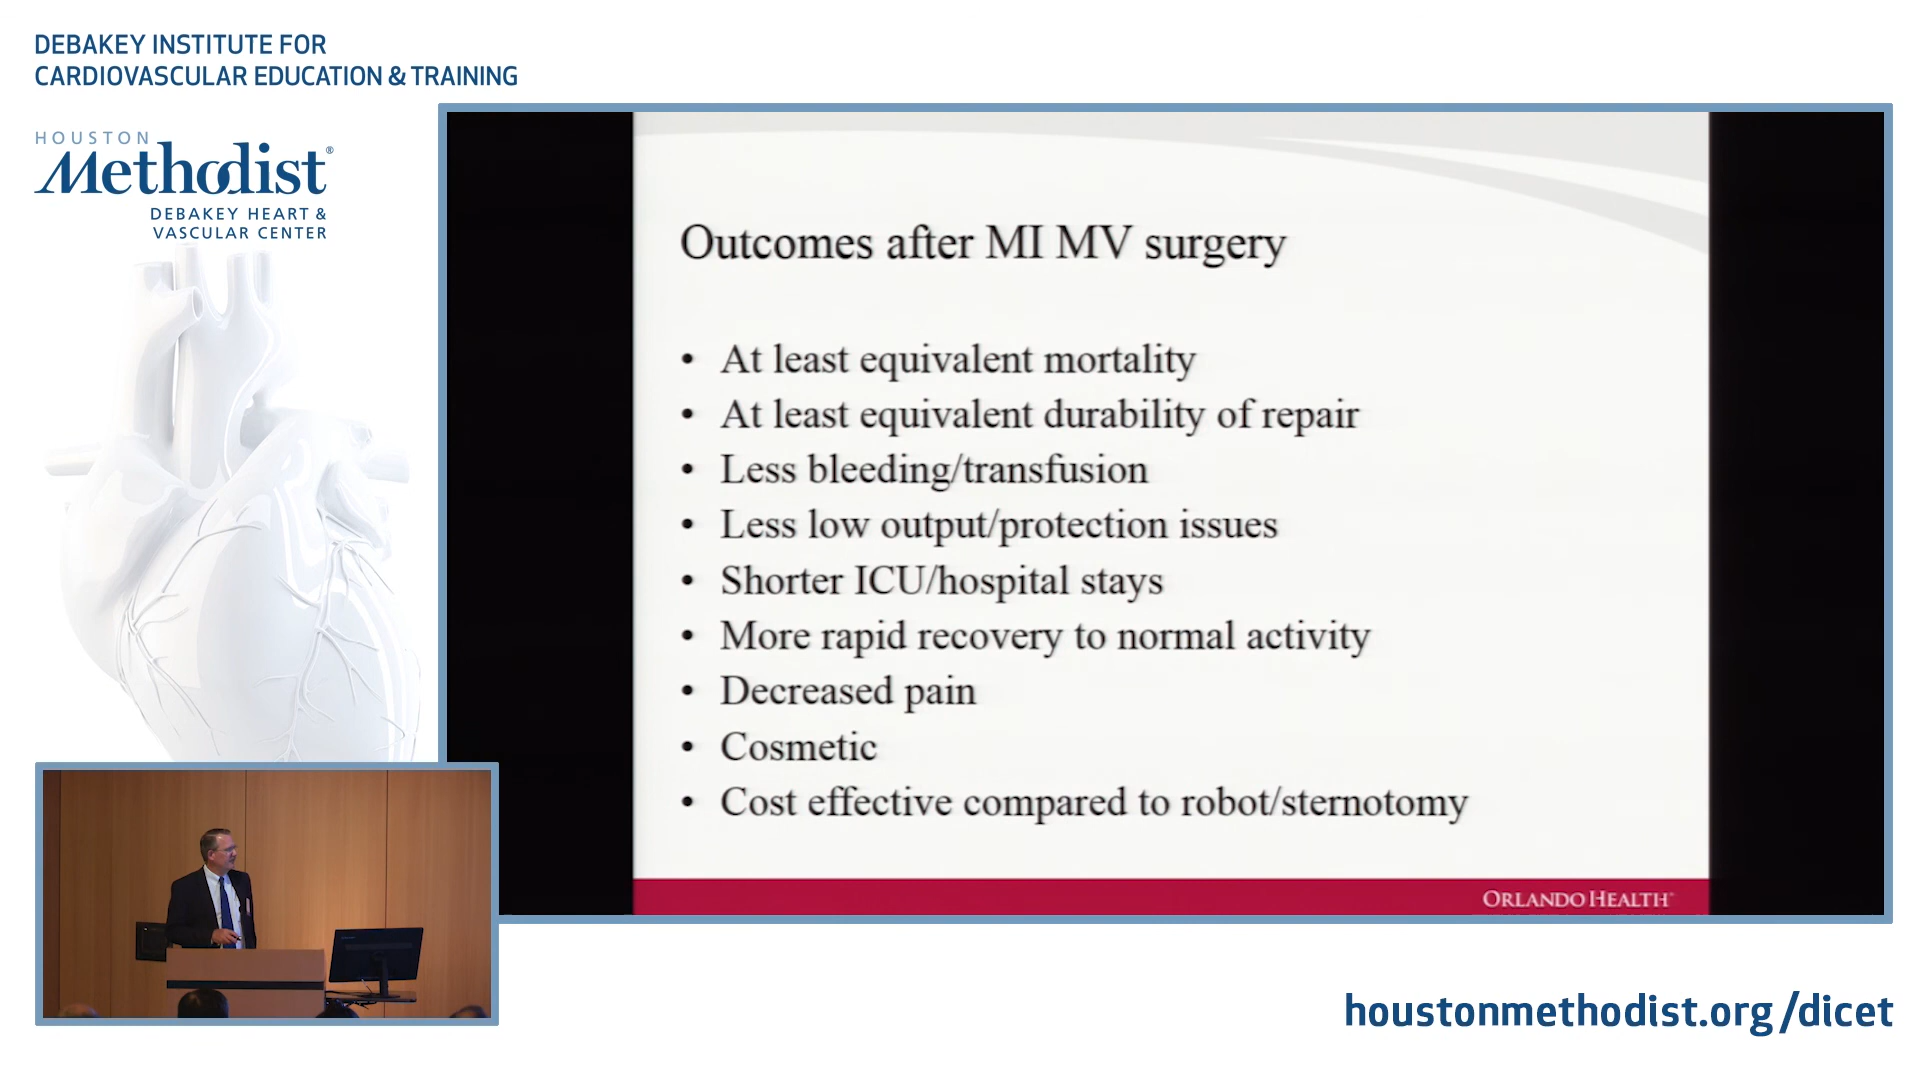 DEBAKEY INSTITUTE FOR
CARDIOVASCULAR EDUCATION & TRAINING
HOUSTON
Methodist®
DEBAKEY HEART &
VASCULAR CENTER
Outcomes after MI MV surgery
• At least equivalent mortality
• At least equivalent durability of repair
• Less bleeding/transfusion
• Less low output/protection issues
• Shorter ICU/hospital stays
• More rapid recovery to normal activity
• Decreased pain
• Cosmetic
• Cost effective compared to robot/sternotomy
ORLANDO HEALTH®
houstonmethodist.org/dicet